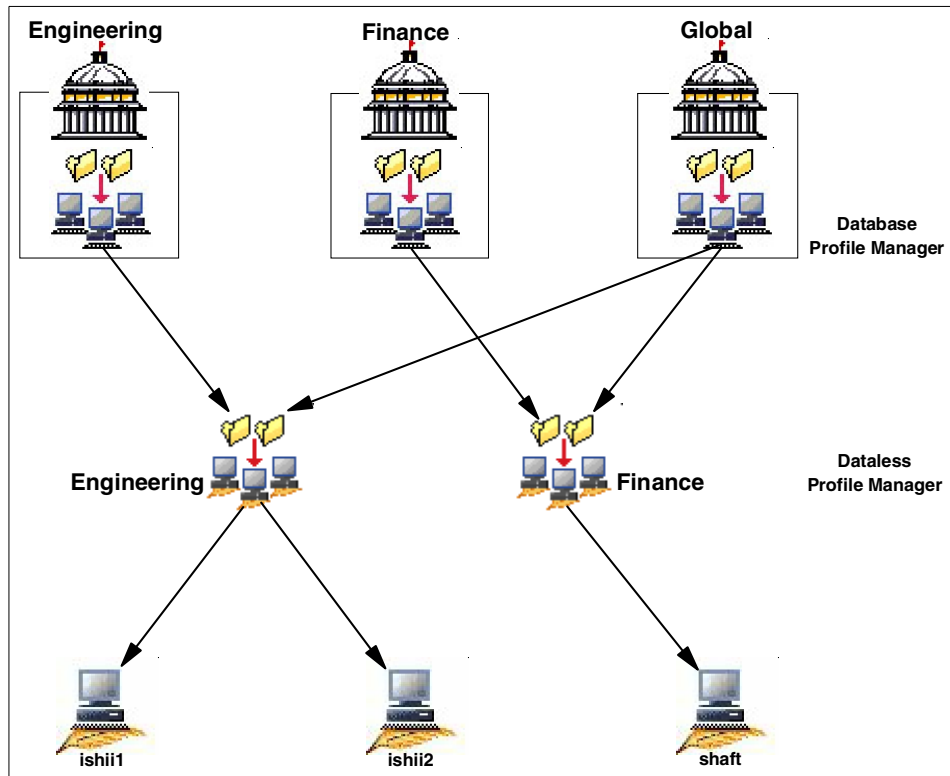 Engineering
Finance
Global
Database
Profile Manager
Engineering
Finance
Dataless
Profile Manager
ishii1
ishii2
shaft